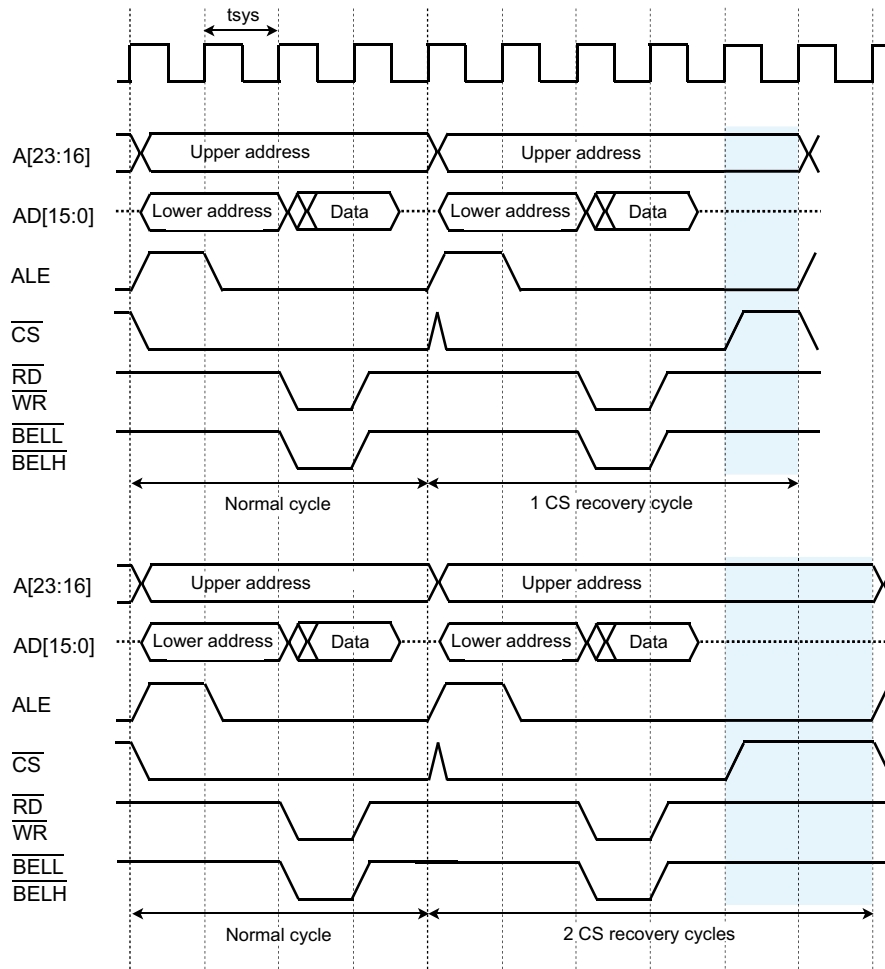 tsys
A[23:16]
Upper address
Upper address
AD[15:0]
Lower address
Data
Lower address
Data
ALE
CS
RD
WR
BELL
BELH
Normal cycle
1 CS recovery cycle
A[23:16]
Upper address
Upper address
AD[15:0]
Lower address
Data
Lower address
Data
ALE
CS
RD
WR
BELL
BELH
Normal cycle
2 CS recovery cycles